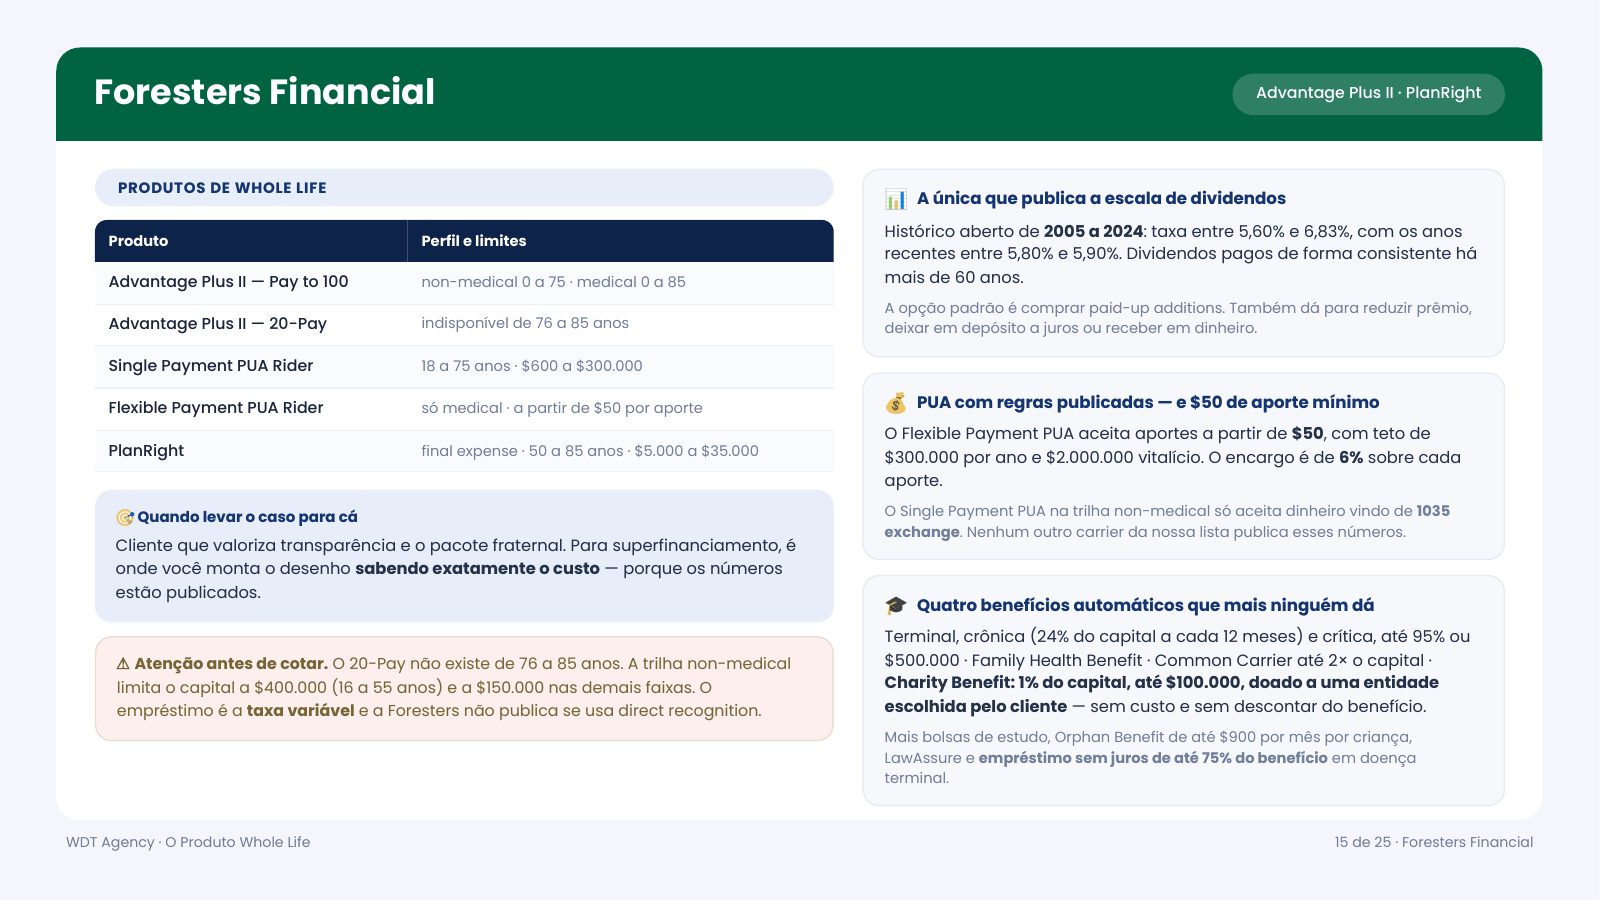 Foresters Financial
Advantage Plus II · PlanRight
PRODUTOS DE WHOLE LIFE
Produto
Perfil e limites
Advantage Plus II — Pay to 100
non-medical 0 a 75 · medical 0 a 85
Advantage Plus II — 20-Pay
indisponível de 76 a 85 anos
Single Payment PUA Rider
18 a 75 anos · $600 a $300.000
Flexible Payment PUA Rider
só medical · a partir de $50 por aporte
PlanRight
final expense · 50 a 85 anos · $5.000 a $35.000
🎯 Quando levar o caso para cá
Cliente que valoriza transparência e o pacote fraternal. Para superfinanciamento, é
onde você monta o desenho sabendo exatamente o custo — porque os números
estão publicados.
⚠ Atenção antes de cotar. O 20-Pay não existe de 76 a 85 anos. A trilha non-medical
limita o capital a $400.000 (16 a 55 anos) e a $150.000 nas demais faixas. O
empréstimo é a taxa variável e a Foresters não publica se usa direct recognition.
📊 A única que publica a escala de dividendos
Histórico aberto de 2005 a 2024: taxa entre 5,60% e 6,83%, com os anos
recentes entre 5,80% e 5,90%. Dividendos pagos de forma consistente há
mais de 60 anos.
A opção padrão é comprar paid-up additions. Também dá para reduzir prêmio,
deixar em depósito a juros ou receber em dinheiro.
💰 PUA com regras publicadas — e $50 de aporte mínimo
O Flexible Payment PUA aceita aportes a partir de $50, com teto de
$300.000 por ano e $2.000.000 vitalício. O encargo é de 6% sobre cada
aporte.
O Single Payment PUA na trilha non-medical só aceita dinheiro vindo de 1035
exchange. Nenhum outro carrier da nossa lista publica esses números.
🎓 Quatro benefícios automáticos que mais ninguém dá
Terminal, crônica (24% do capital a cada 12 meses) e crítica, até 95% ou
$500.000 · Family Health Benefit · Common Carrier até 2× o capital ·
Charity Benefit: 1% do capital, até $100.000, doado a uma entidade
escolhida pelo cliente — sem custo e sem descontar do benefício.
Mais bolsas de estudo, Orphan Benefit de até $900 por mês por criança,
LawAssure e empréstimo sem juros de até 75% do benefício em doença
terminal.
WDT Agency · O Produto Whole Life
15 de 25 · Foresters Financial